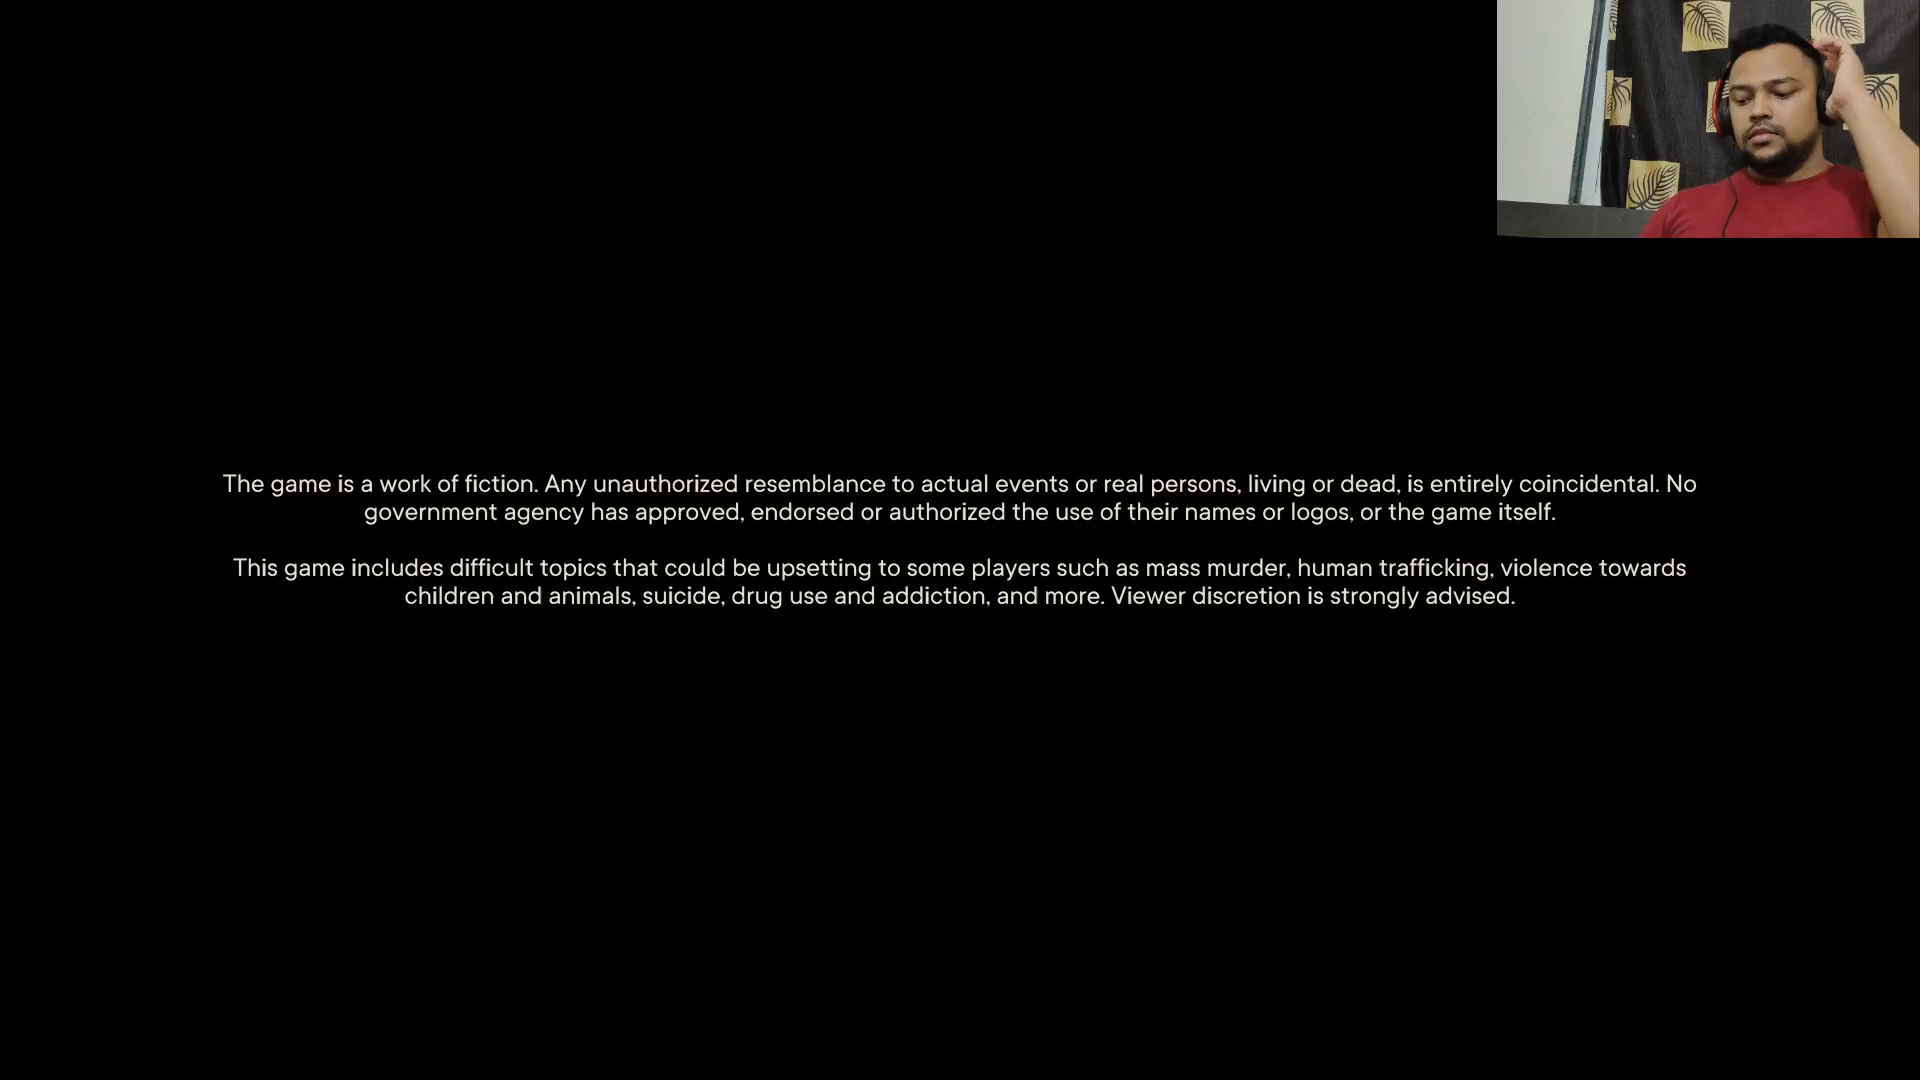 The game is a work of fiction. Any unauthorized resemblance to actual events or real persons, living or dead, is entirely coincidental. No
government agency has approved, endorsed or authorized the use of their names or logos, or the game itself.
This game includes difficult topics that could be upsetting to some players such as mass murder, human trafficking, violence towards
children and animals, suicide, drug use and addiction, and more. Viewer discretion is strongly advised.